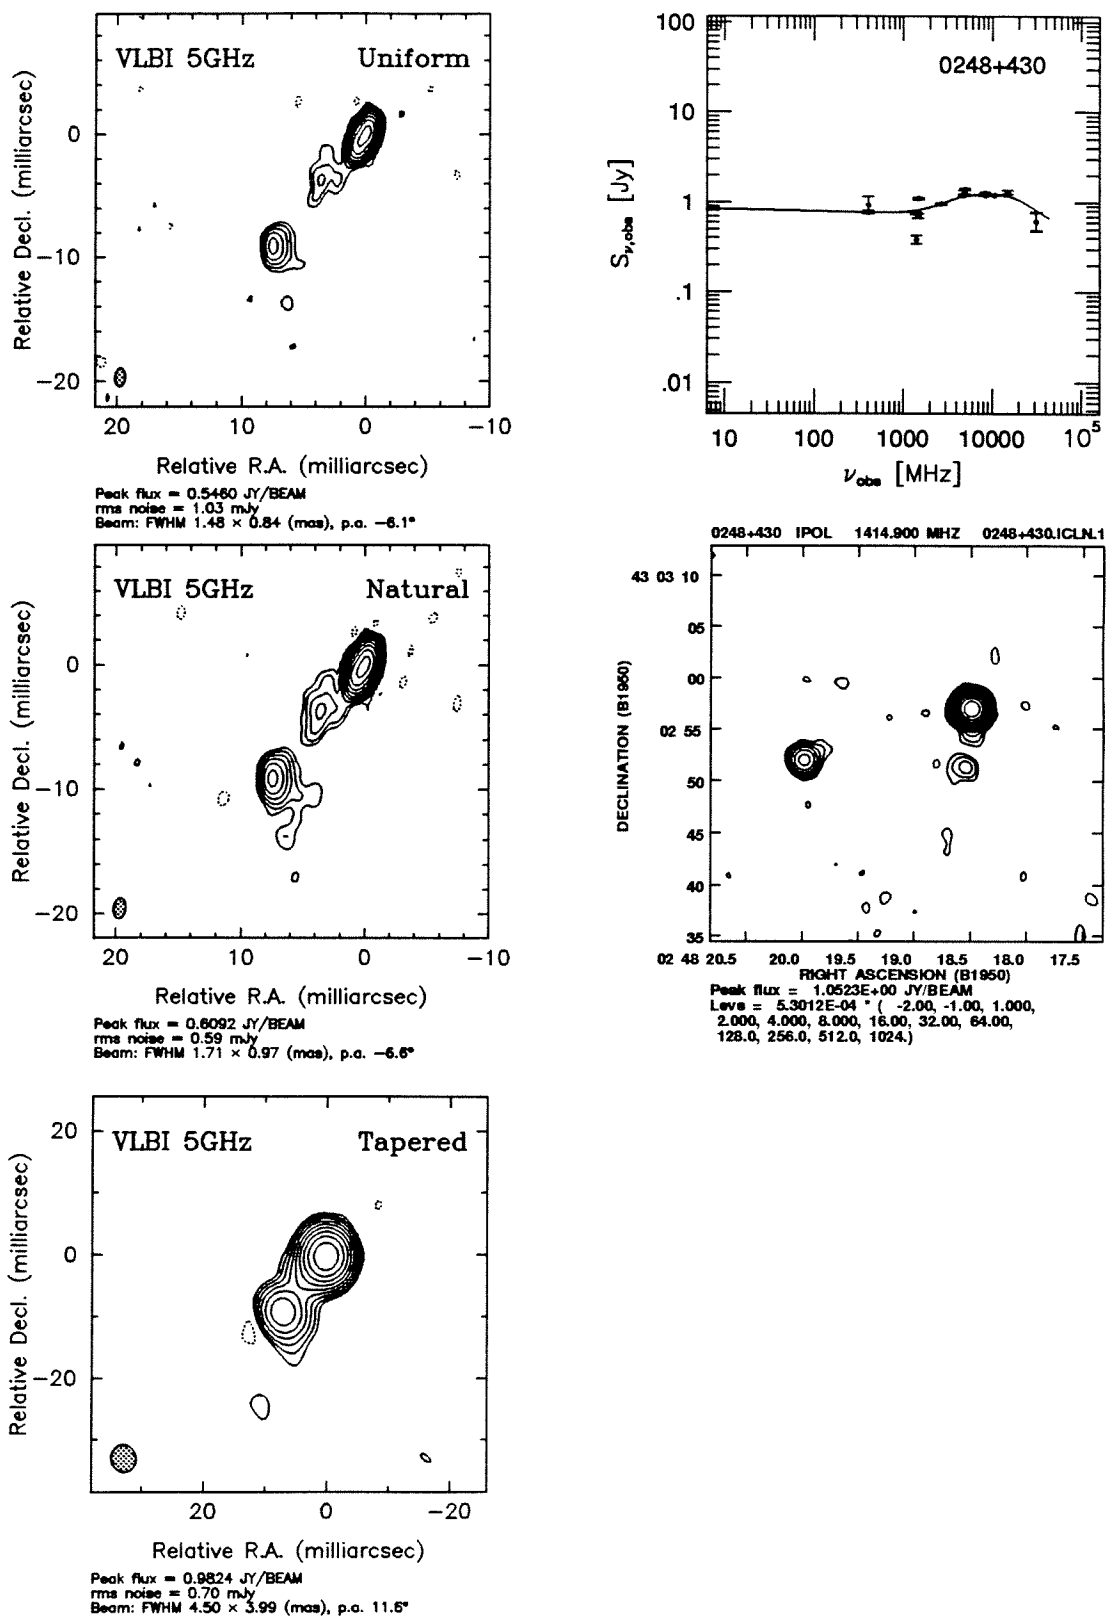 VLBI 5GHz Uniform
0
−10
−20
Relative Decl. (milliarcsec)
20 10 0 −10
Relative R.A. (milliarcsec)
Peak flux = 0.5460 JY/BEAM
rms noise = 1.03 mJy
Beam: FWHM 1.48 × 0.84 (mas), p.a. −6.1°
100
10
1
.1
.01
0248+430
Sν,obs [Jy]
10 100 1000 10000 10⁵
νobs [MHz]
VLBI 5GHz Natural
0
−10
−20
Relative Decl. (milliarcsec)
20 10 0 −10
Relative R.A. (milliarcsec)
Peak flux = 0.6092 JY/BEAM
rms noise = 0.59 mJy
Beam: FWHM 1.71 × 0.97 (mas), p.a. −6.6°
0248+430 IPOL 1414.900 MHZ 0248+430.ICLN.1
43 03 10
05
00
02 55
50
45
40
35
DECLINATION (B1950)
02 48 20.5 20.0 19.5 19.0 18.5 18.0 17.5
RIGHT ASCENSION (B1950)
Peak flux = 1.0523E+00 JY/BEAM
Levs = 5.3012E-04 * ( -2.00, -1.00, 1.000,
2.000, 4.000, 8.000, 16.00, 32.00, 64.00,
128.0, 256.0, 512.0, 1024.)
VLBI 5GHz Tapered
20
0
−20
Relative Decl. (milliarcsec)
20 0 −20
Relative R.A. (milliarcsec)
Peak flux = 0.9824 JY/BEAM
rms noise = 0.70 mJy
Beam: FWHM 4.50 × 3.99 (mas), p.a. 11.6°